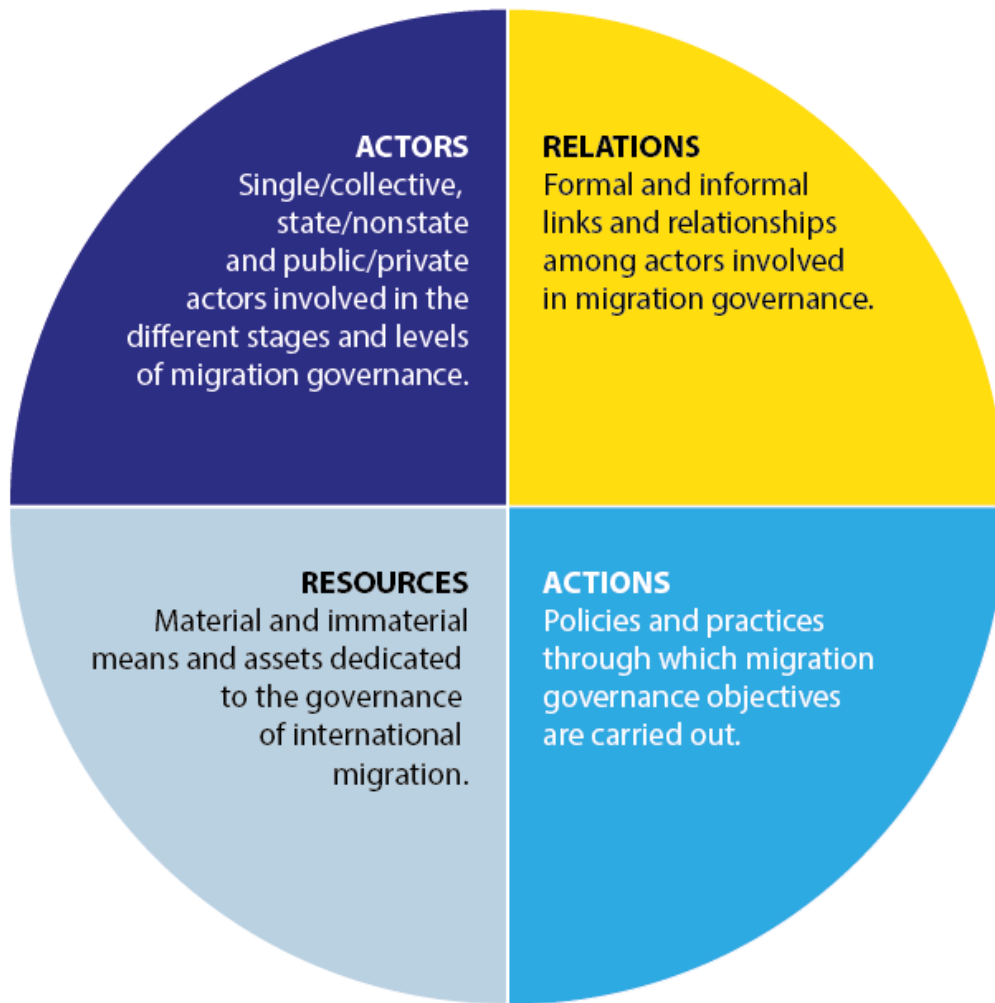 ACTORS
Single/collective,
state/nonstate
and public/private
actors involved in the
different stages and levels
of migration governance.
RELATIONS
Formal and informal
links and relationships
among actors involved
in migration governance.
RESOURCES
Material and immaterial
means and assets dedicated
to the governance
of international
migration.
ACTIONS
Policies and practices
through which migration
governance objectives
are carried out.